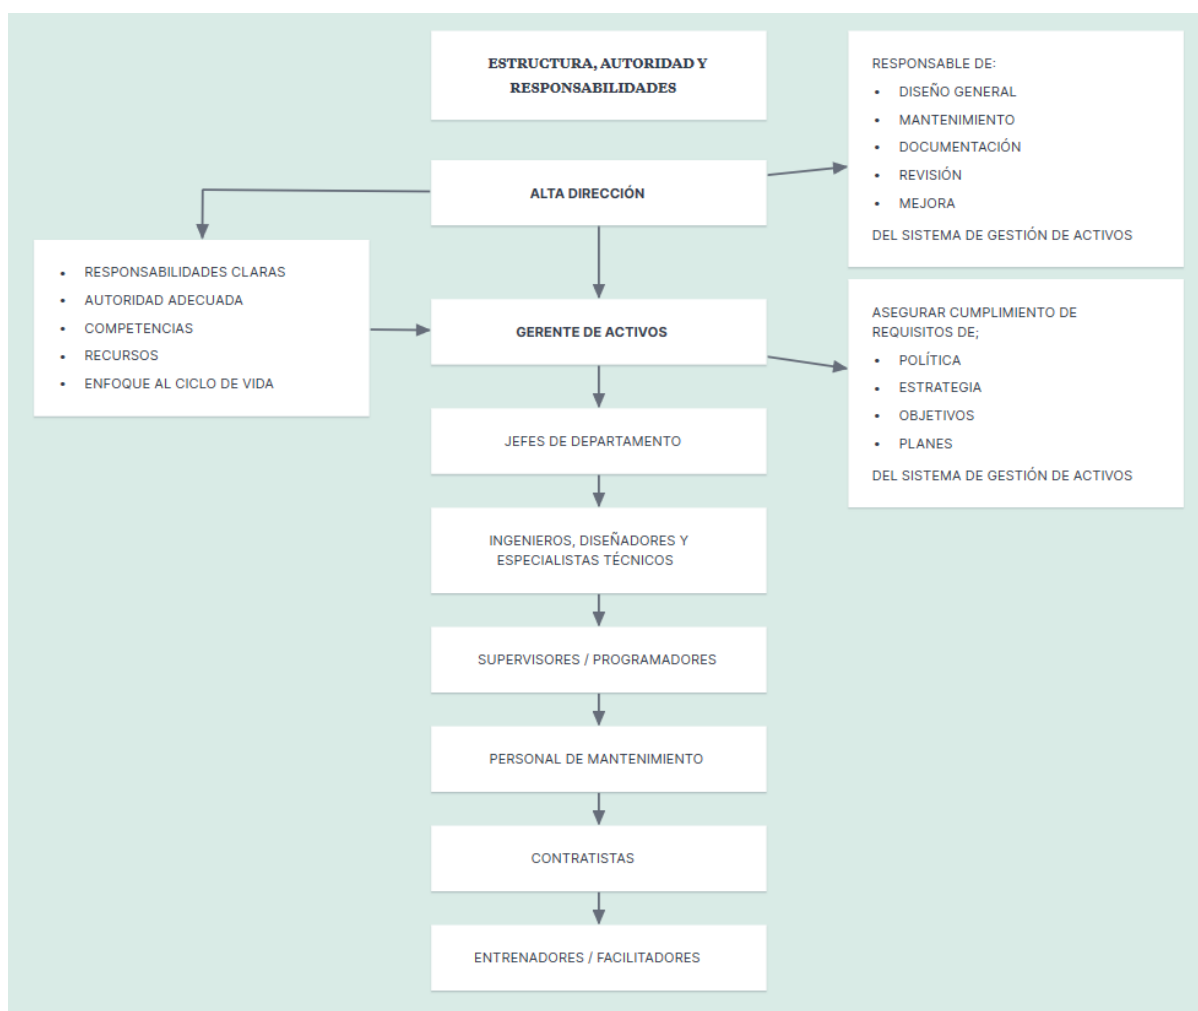 ESTRUCTURA, AUTORIDAD Y
RESPONSABILIDADES
RESPONSABLE DE:
• DISEÑO GENERAL
• MANTENIMIENTO
• DOCUMENTACIÓN
• REVISIÓN
• MEJORA
DEL SISTEMA DE GESTIÓN DE ACTIVOS
ALTA DIRECCIÓN
• RESPONSABILIDADES CLARAS
• AUTORIDAD ADECUADA
• COMPETENCIAS
• RECURSOS
• ENFOQUE AL CICLO DE VIDA
GERENTE DE ACTIVOS
ASEGURAR CUMPLIMIENTO DE
REQUISITOS DE;
• POLÍTICA
• ESTRATEGIA
• OBJETIVOS
• PLANES
DEL SISTEMA DE GESTIÓN DE ACTIVOS
JEFES DE DEPARTAMENTO
INGENIEROS, DISEÑADORES Y
ESPECIALISTAS TÉCNICOS
SUPERVISORES / PROGRAMADORES
PERSONAL DE MANTENIMIENTO
CONTRATISTAS
ENTRENADORES / FACILITADORES